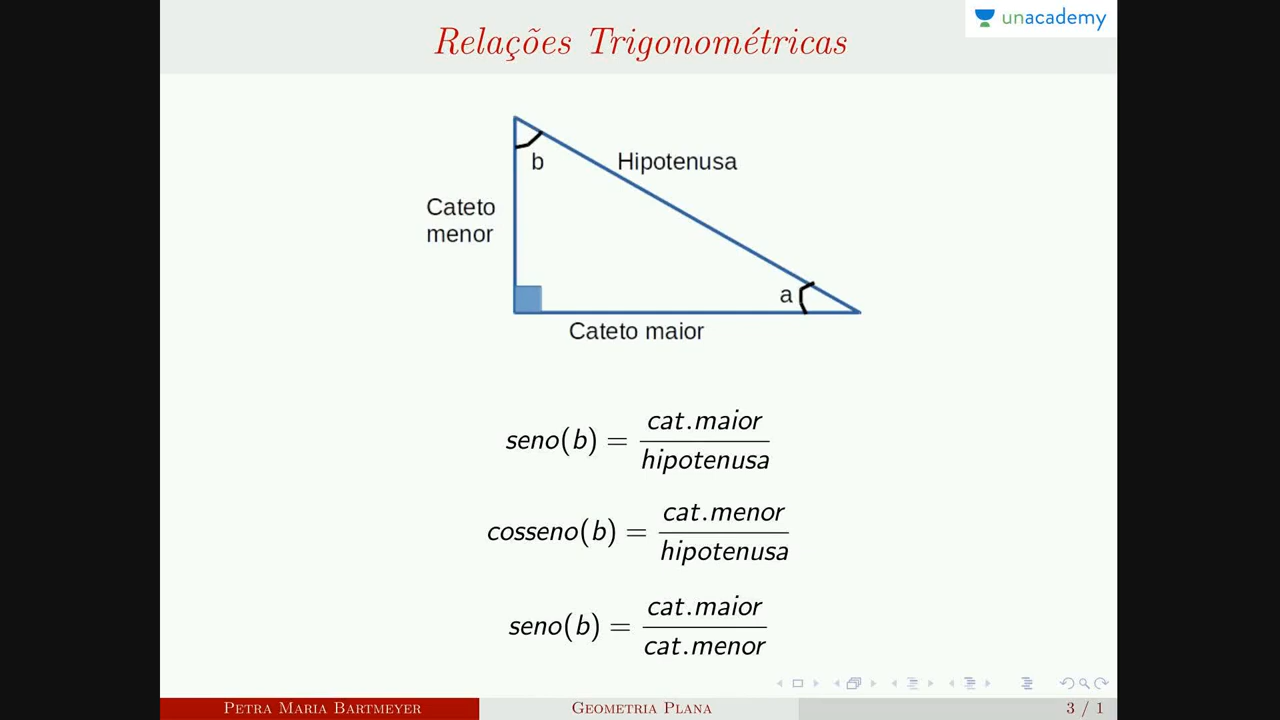 unacademy
Relações Trigonométricas
b
Hipotenusa
Cateto
menor
a
Cateto maior
seno(b) = cat.maior / hipotenusa
cosseno(b) = cat.menor / hipotenusa
seno(b) = cat.maior / cat.menor
Petra Maria Bartmeyer
Geometria Plana
3 / 1